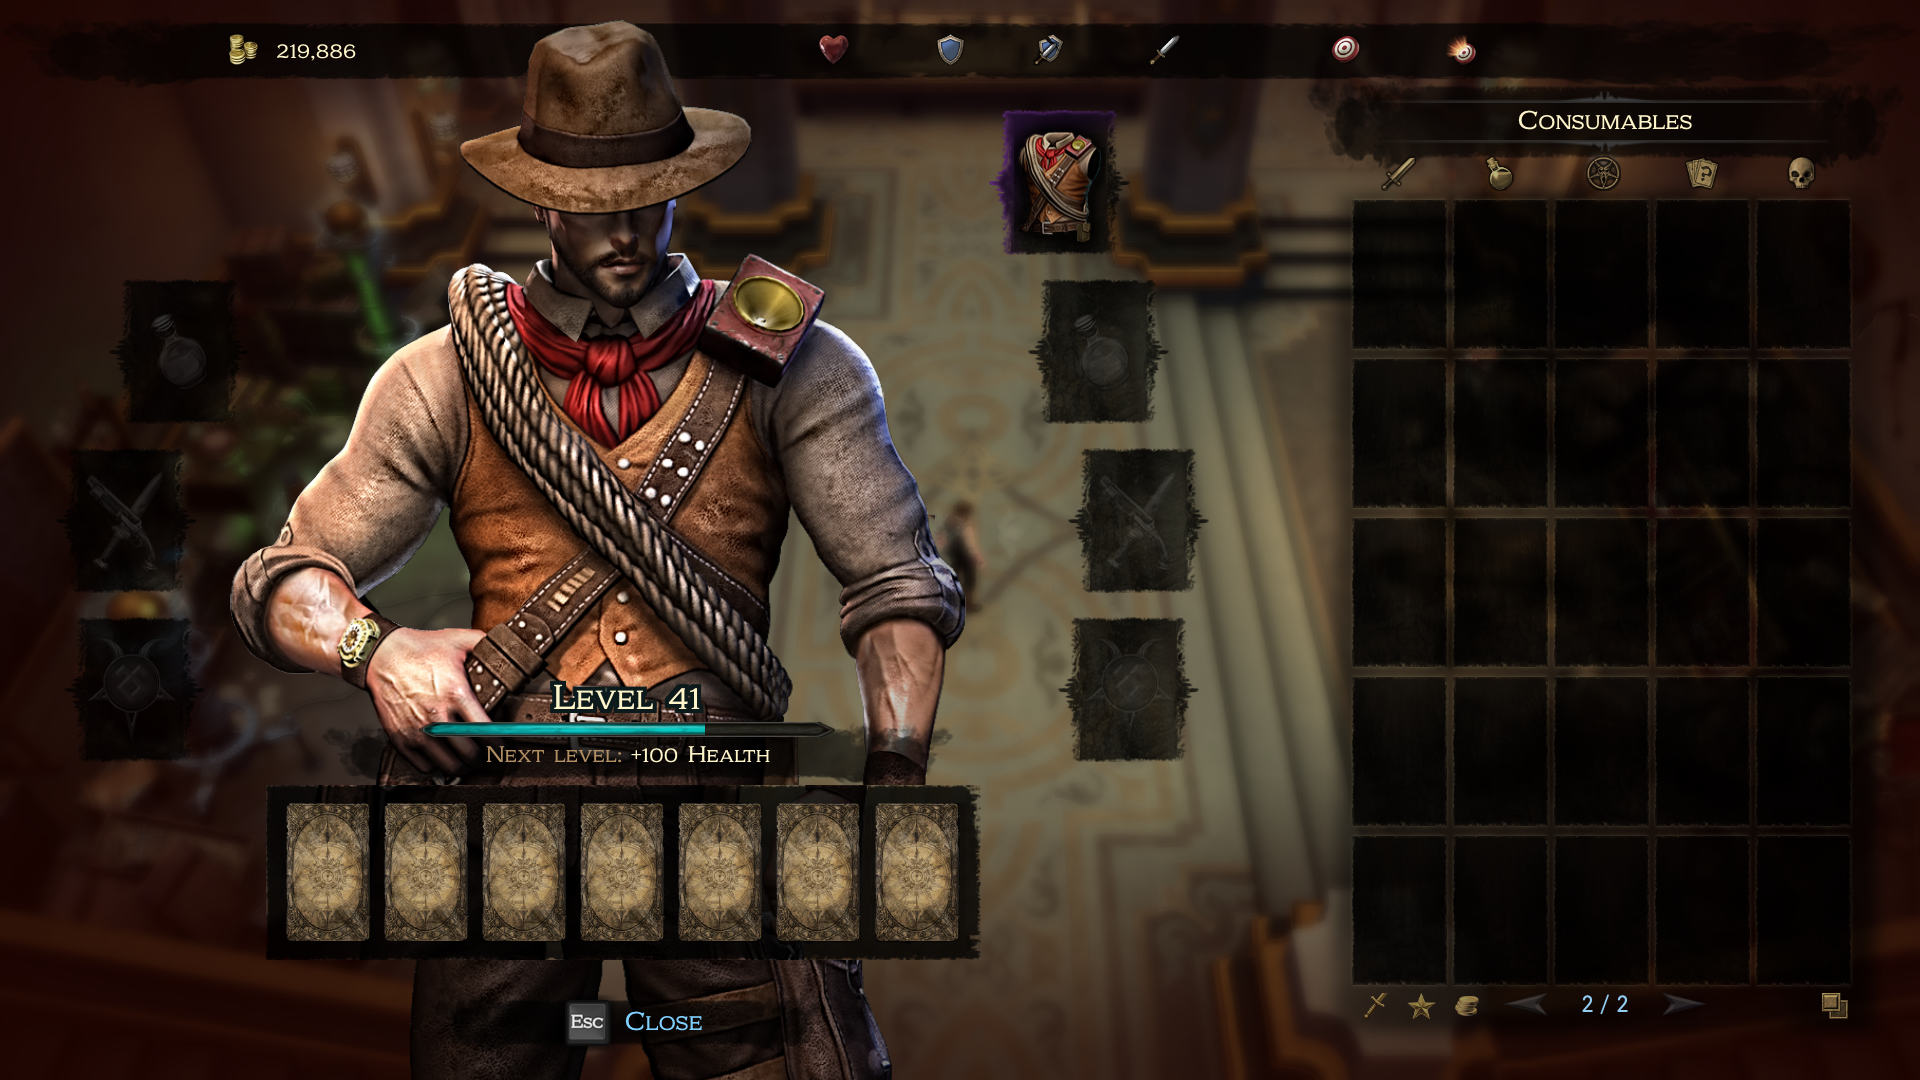 219,886
Consumables
Level 41
Next level: +100 Health
2 / 2
Esc Close